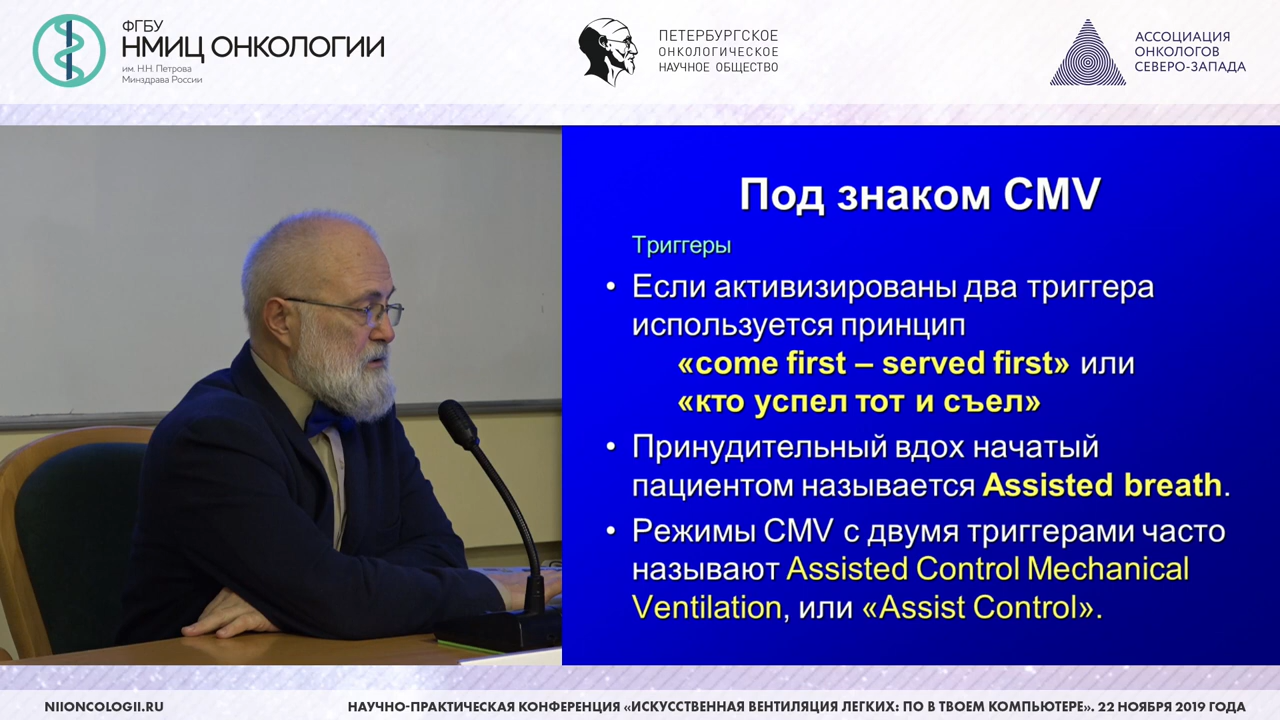 ФГБУ
НМИЦ ОНКОЛОГИИ
им. Н.Н. Петрова
Минздрава России
ПЕТЕРБУРГСКОЕ
ОНКОЛОГИЧЕСКОЕ
НАУЧНОЕ ОБЩЕСТВО
АССОЦИАЦИЯ
ОНКОЛОГОВ
СЕВЕРО-ЗАПАДА
Под знаком CMV
Триггеры
• Если активизированы два триггера
используется принцип
«come first – served first» или
«кто успел тот и съел»
• Принудительный вдох начатый
пациентом называется Assisted breath.
• Режимы CMV с двумя триггерами часто
называют Assisted Control Mechanical
Ventilation, или «Assist Control».
NIIONCOLOGII.RU
НАУЧНО-ПРАКТИЧЕСКАЯ КОНФЕРЕНЦИЯ «ИСКУССТВЕННАЯ ВЕНТИЛЯЦИЯ ЛЕГКИХ: ПО В ТВОЕМ КОМПЬЮТЕРЕ». 22 НОЯБРЯ 2019 ГОДА